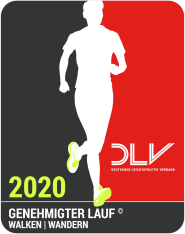 DLV
DEUTSCHER LEICHTATHLETIK VERBAND
2020
GENEHMIGTER LAUF ©
WALKEN | WANDERN